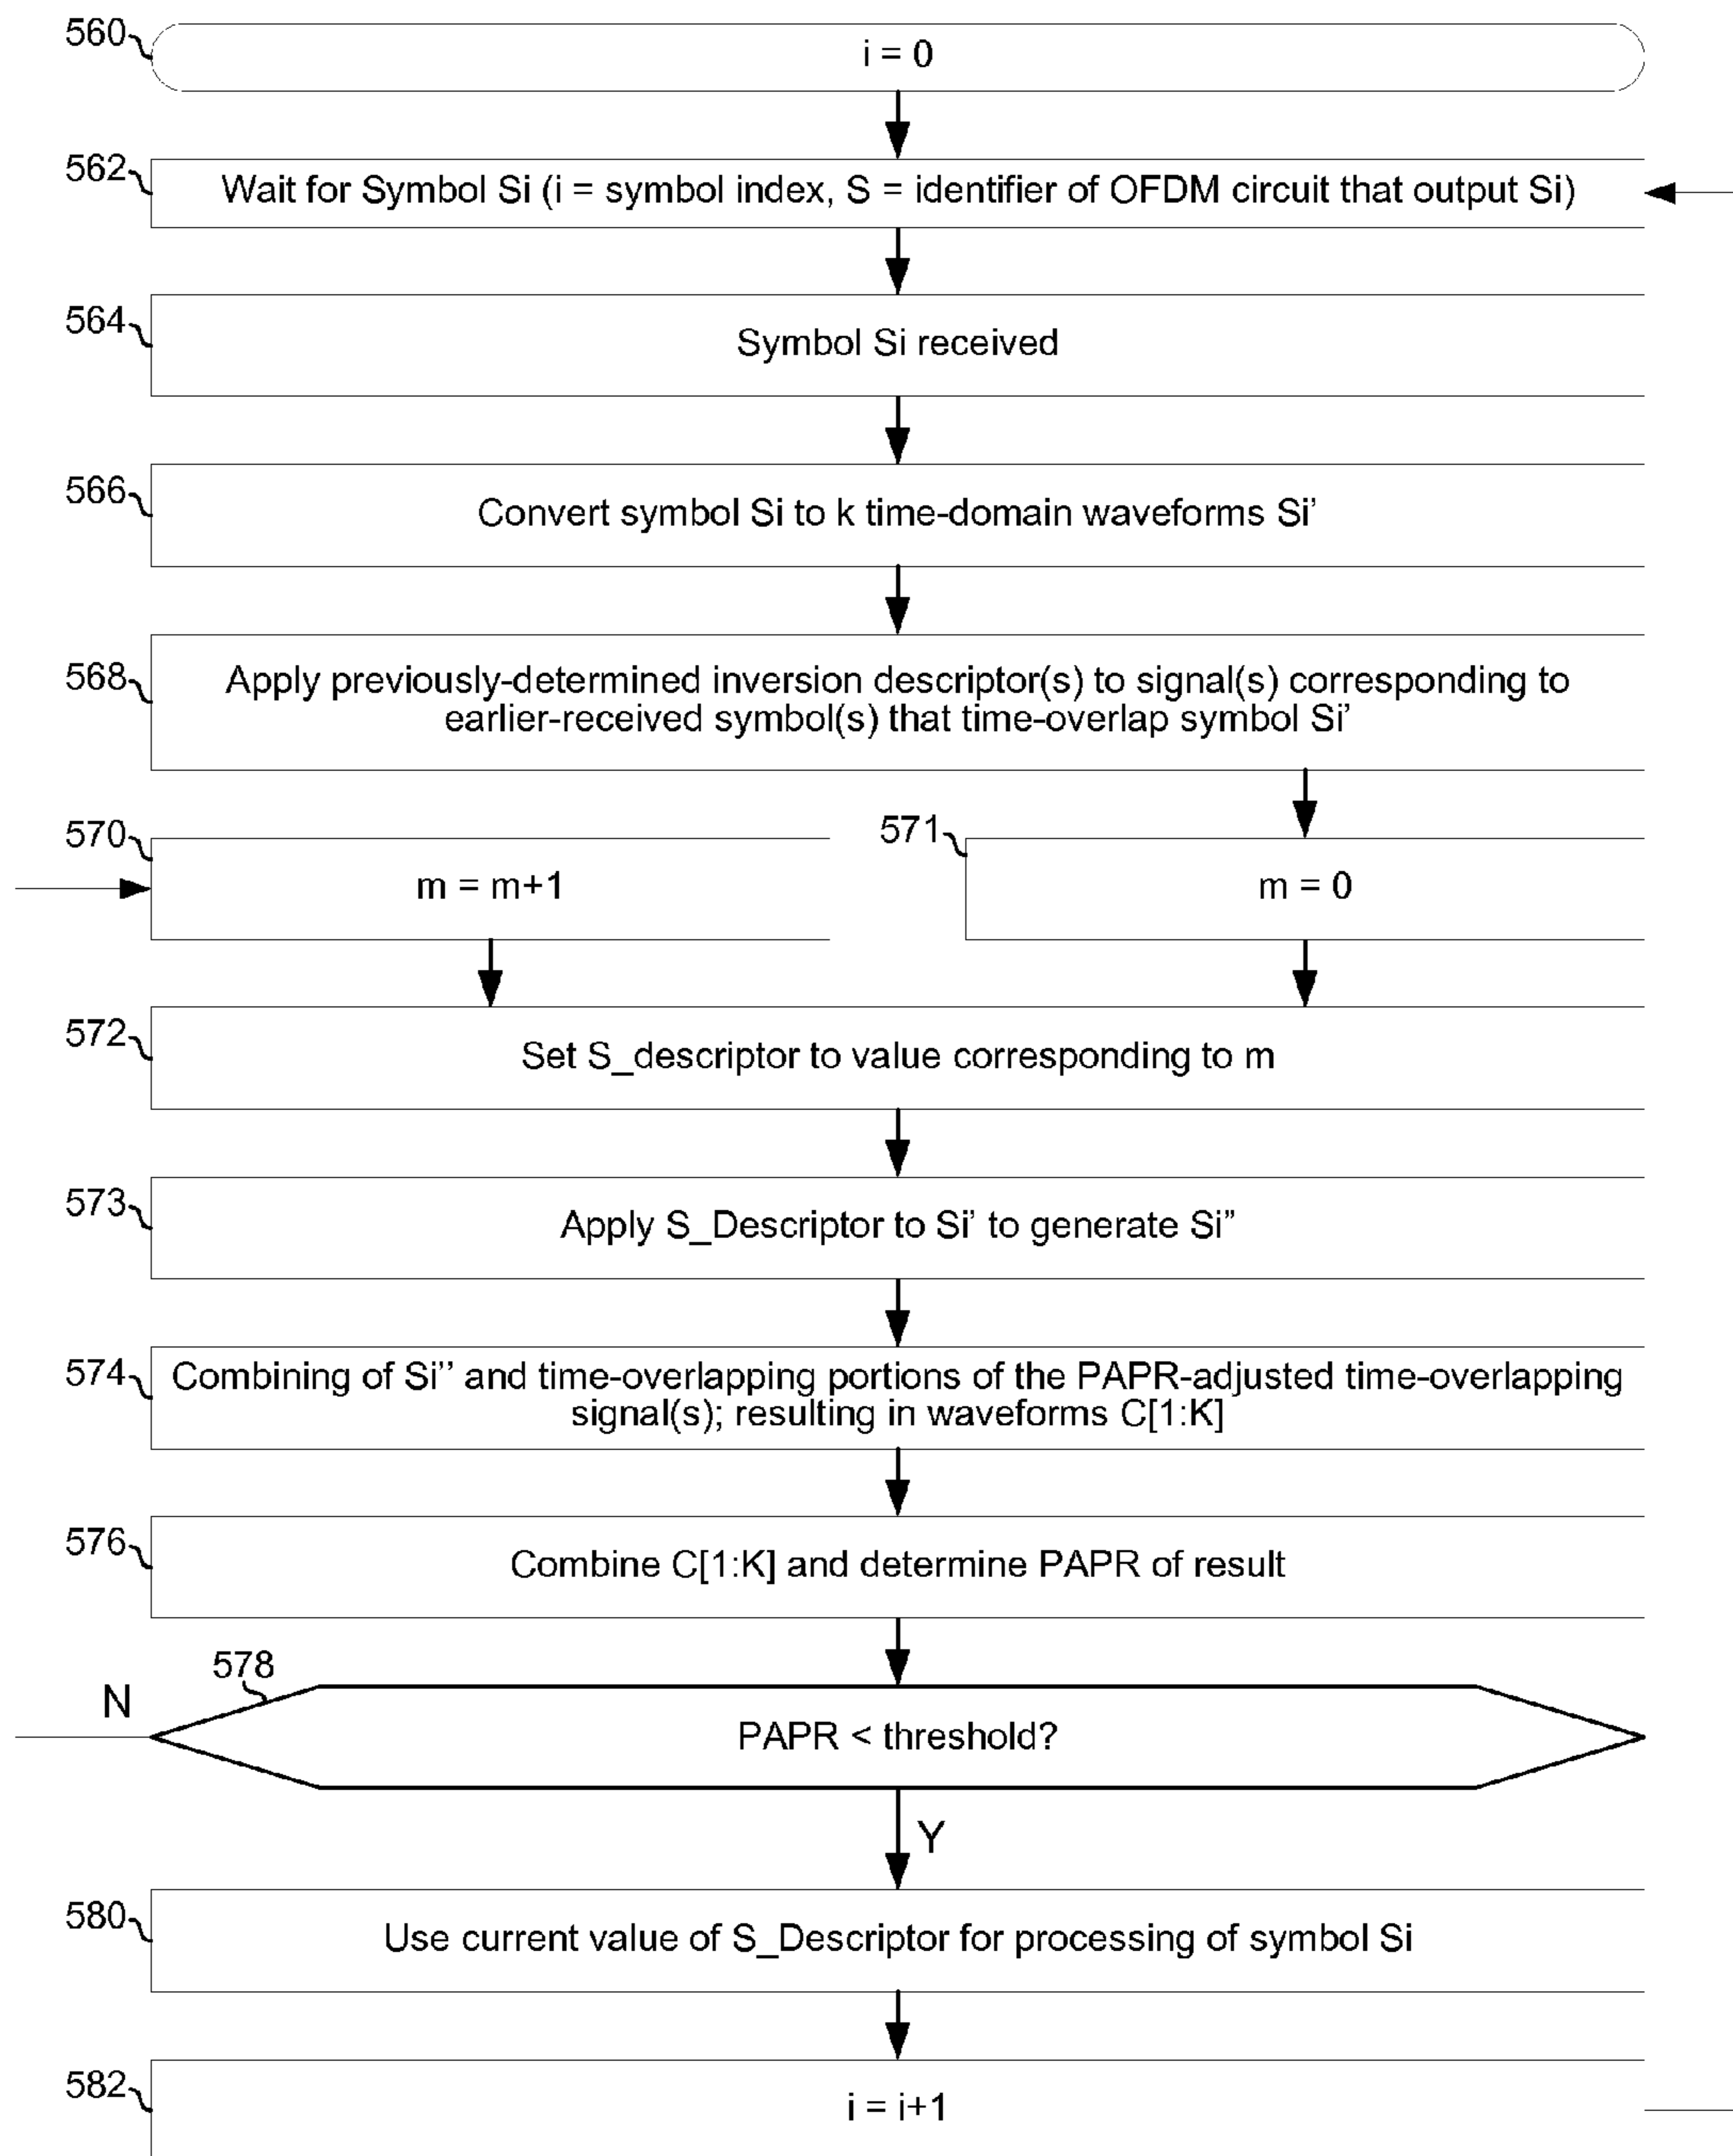 560
i = 0
562
Wait for Symbol Si (i = symbol index, S = identifier of OFDM circuit that output Si)
564
Symbol Si received
566
Convert symbol Si to k time-domain waveforms Si'
568
Apply previously-determined inversion descriptor(s) to signal(s) corresponding to
earlier-received symbol(s) that time-overlap symbol Si'
570
m = m+1
571
m = 0
572
Set S_descriptor to value corresponding to m
573
Apply S_Descriptor to Si' to generate Si"
574
Combining of Si'' and time-overlapping portions of the PAPR-adjusted time-overlapping
signal(s); resulting in waveforms C[1:K]
576
Combine C[1:K] and determine PAPR of result
578
N
PAPR < threshold?
Y
580
Use current value of S_Descriptor for processing of symbol Si
582
i = i+1